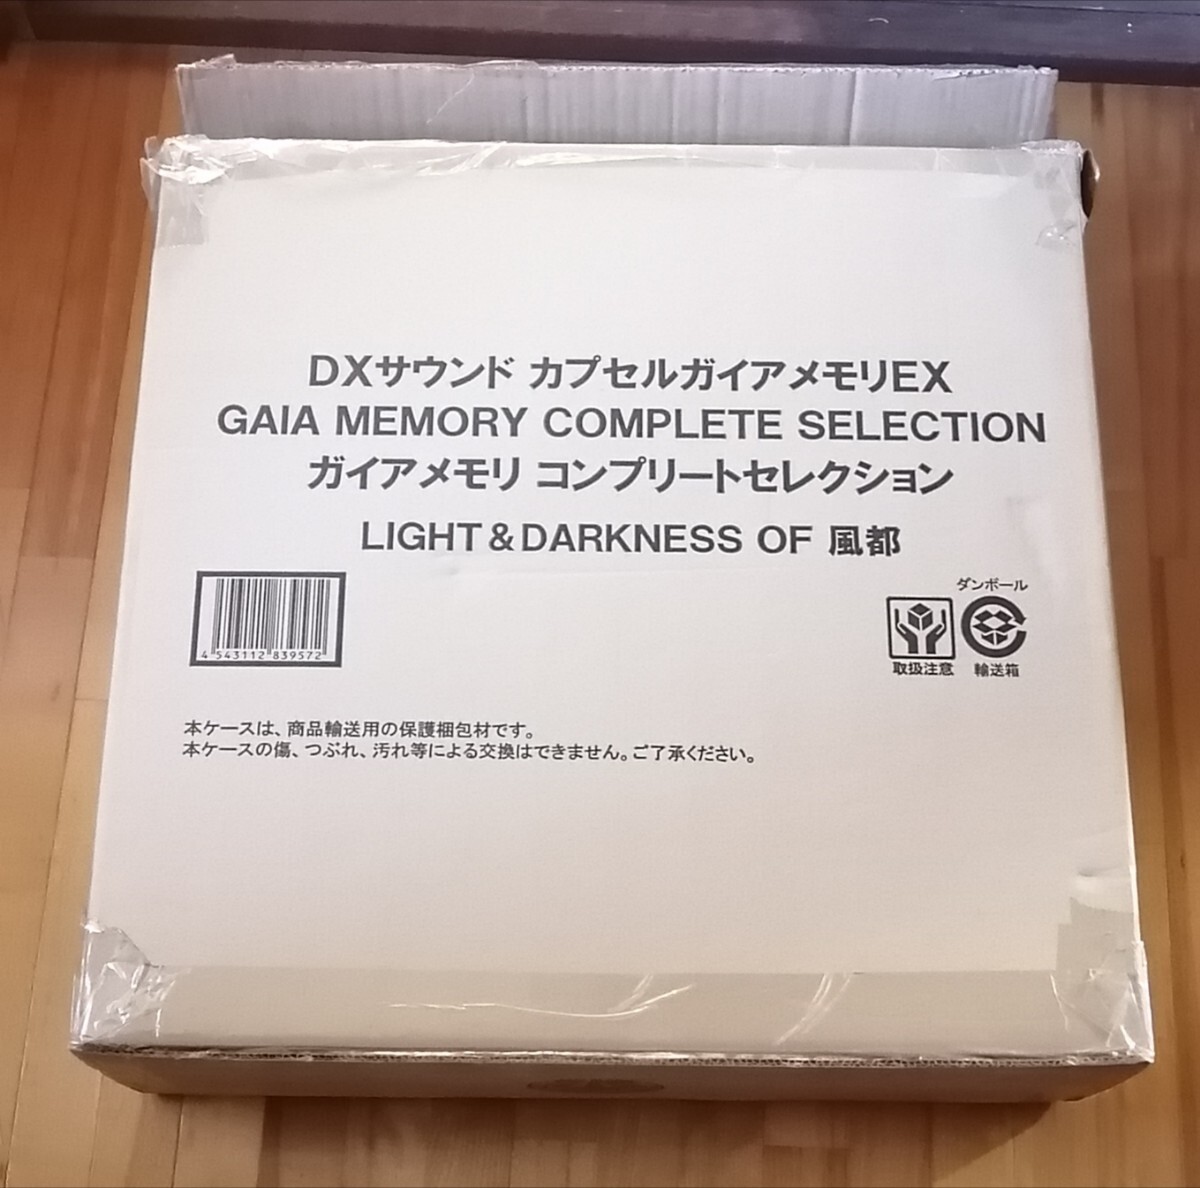 DXサウンド カプセルガイアメモリEX
GAIA MEMORY COMPLETE SELECTION
ガイアメモリ コンプリートセレクション
LIGHT & DARKNESS OF 風都
4 543112 839572
ダンボール
取扱注意
輸送箱
本ケースは、商品輸送用の保護梱包材です。
本ケースの傷、つぶれ、汚れ等による交換はできません。ご了承ください。